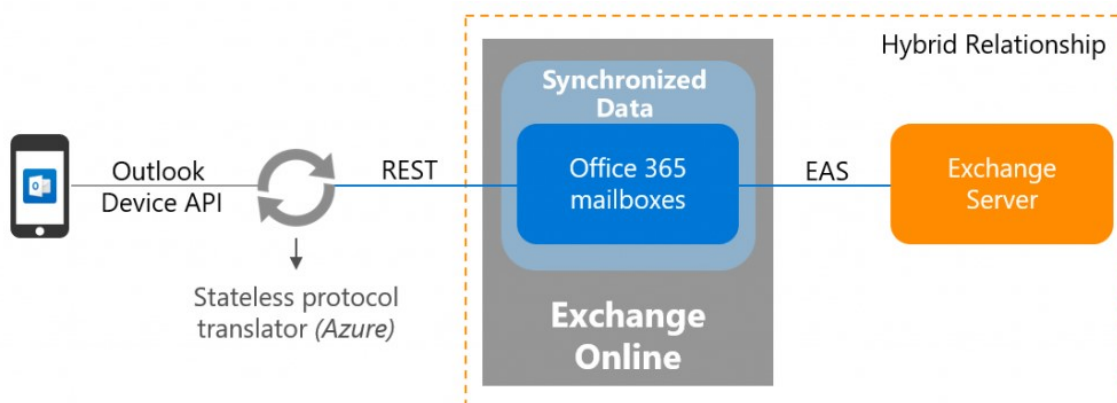 Hybrid Relationship
Synchronized
Data
Outlook
Device API
REST
Office 365
mailboxes
EAS
Exchange
Server
Stateless protocol
translator (Azure)
Exchange
Online